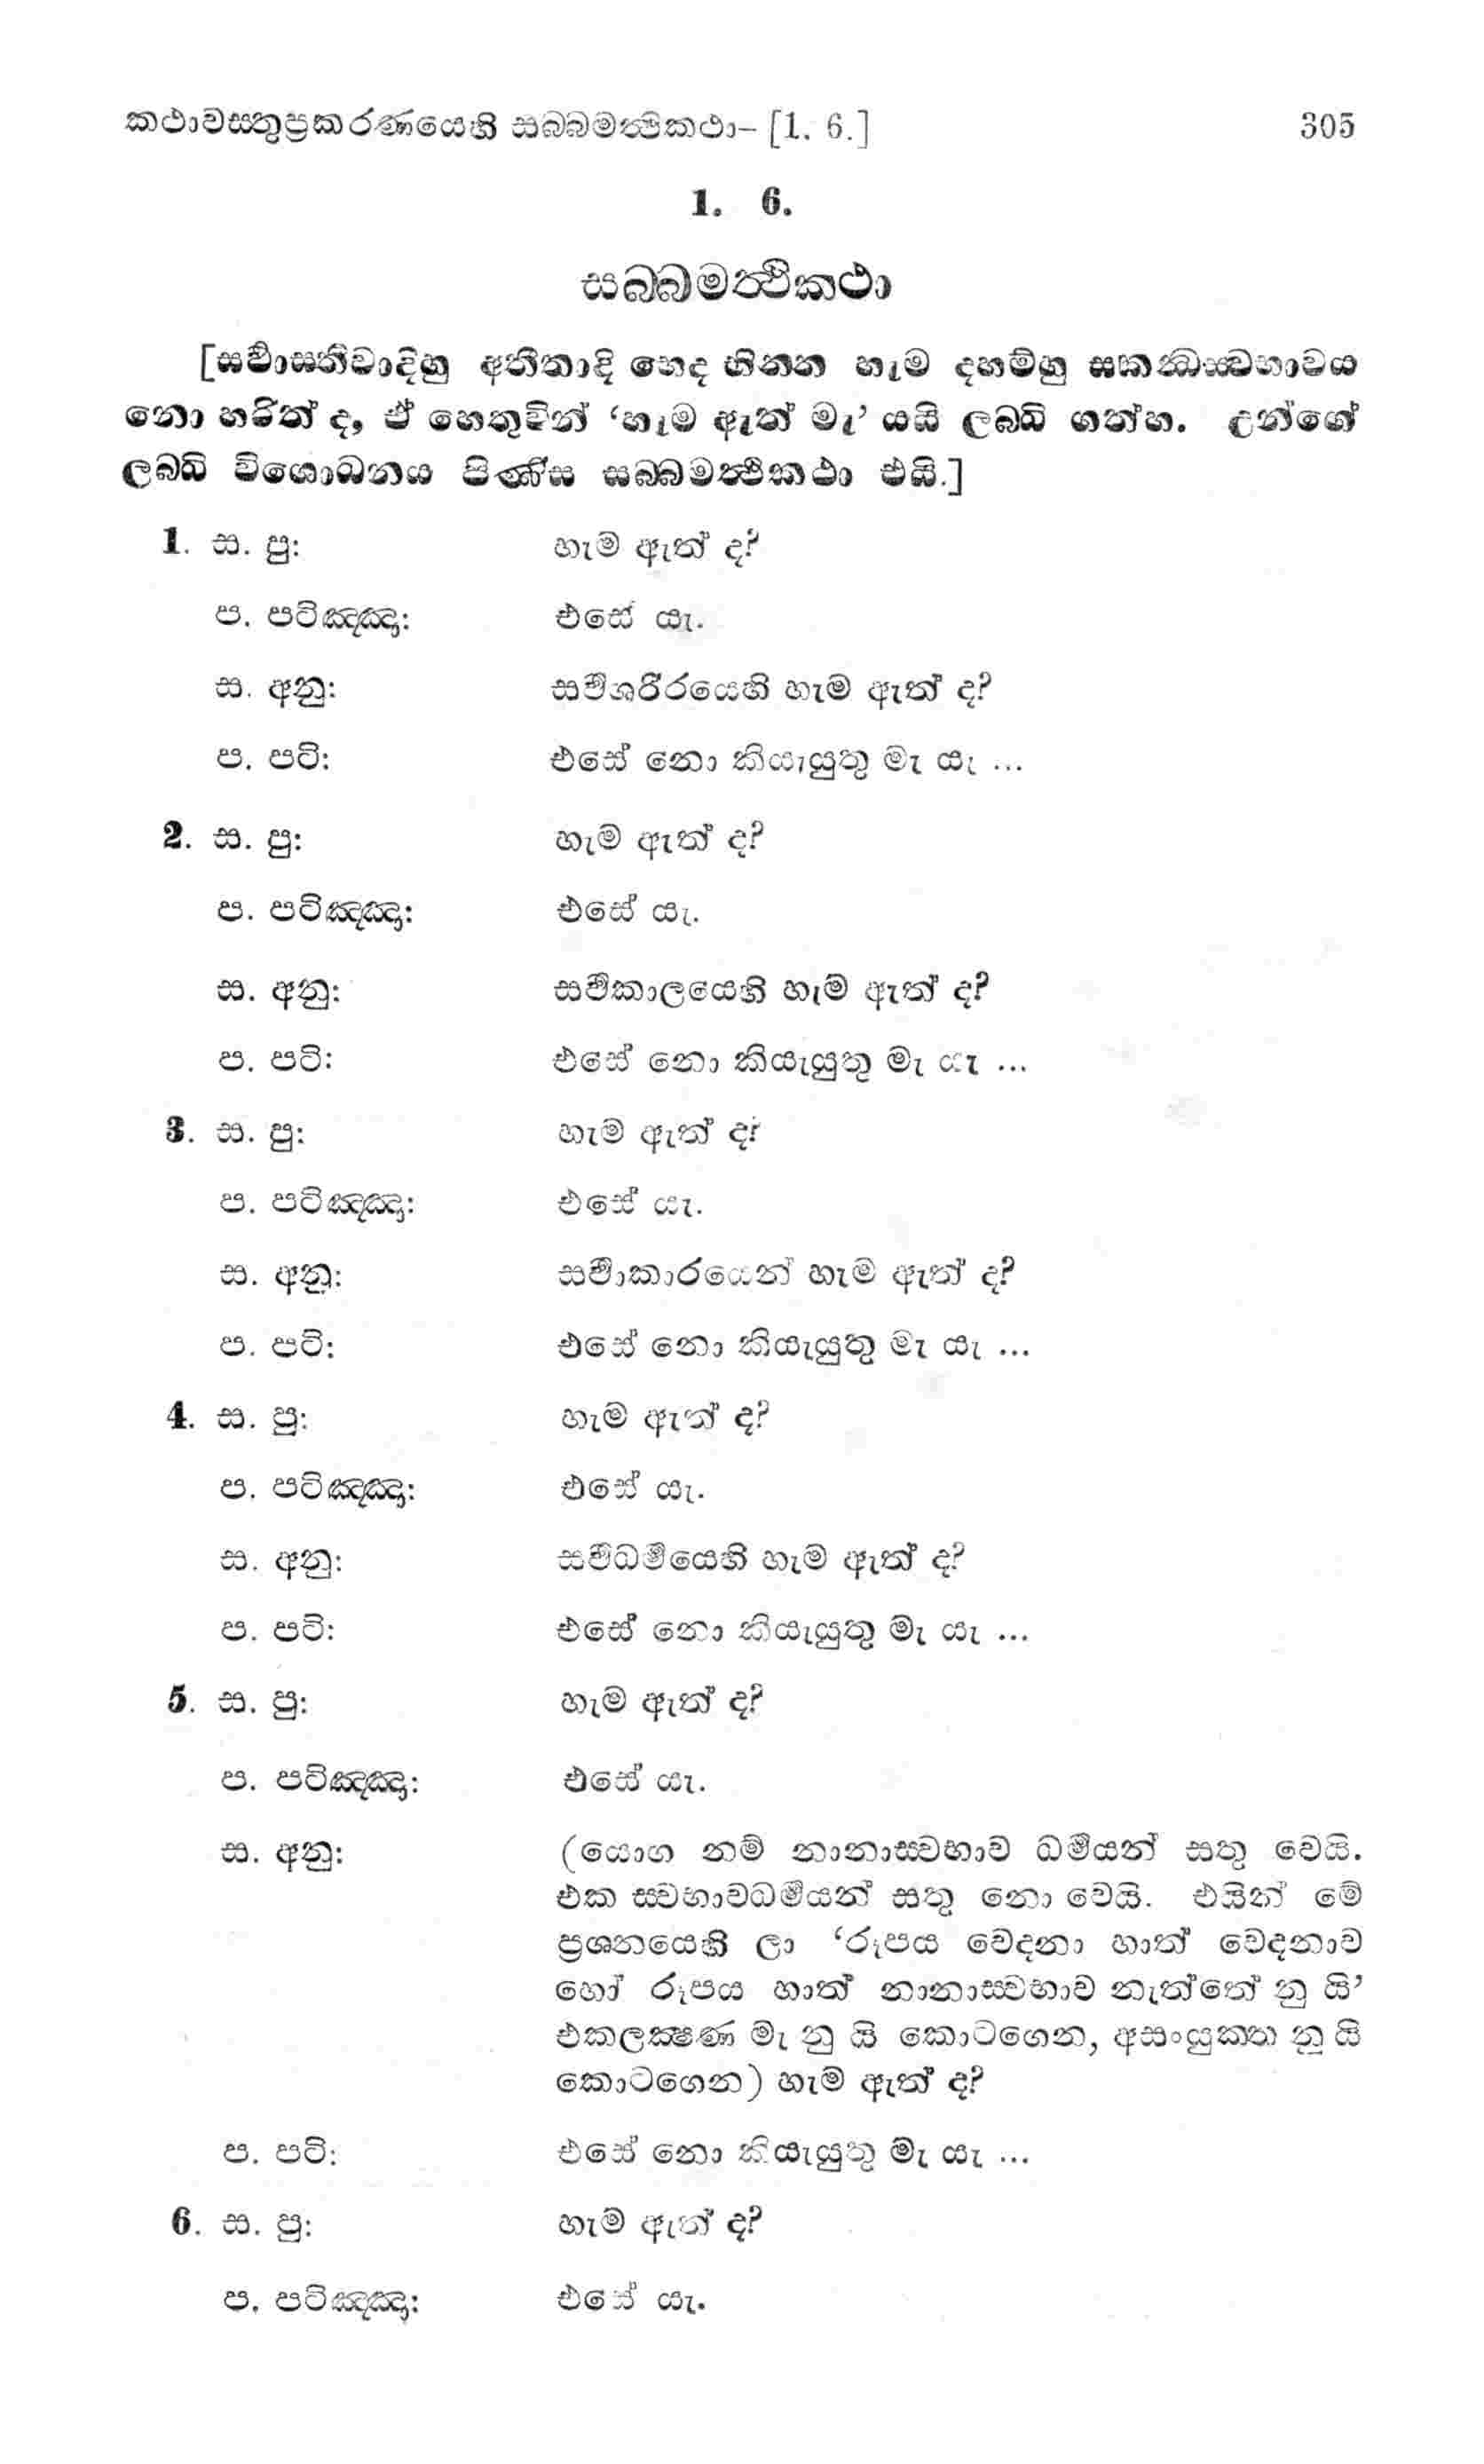 කථාවස්තුප්‍රකරණයෙහි සබ්බමත්ථිකථා– [1. 6.] 305
1. 6.
සබ්බමත්ථිකථා
[සර්වාස්තිවාදිහු අතීතාදි භේද භින්න හැම දහම්හු ස්කන්ධස්වභාවය
නො හරිත් ද, ඒ හෙතුවින් ‘හැම ඇත් මැ’ යයි ලබ්ධි ගත්හ. උන්ගේ
ලබ්ධි විශොධනය පිණිස සබ්බමත්ථිකථා එයි.]
1. ස. පු: හැම ඇත් ද?
ප. පටිඤ්ඤා: එසේ යැ.
ස. අනු: සර්වශරීරයෙහි හැම ඇත් ද?
ප. පටි: එසේ නො කියැයුතු මැ යැ ...
2. ස. පු: හැම ඇත් ද?
ප. පටිඤ්ඤා: එසේ යැ.
ස. අනු: සර්වකාලයෙහි හැම ඇත් ද?
ප. පටි: එසේ නො කියැයුතු මැ යැ ...
3. ස. පු: හැම ඇත් ද?
ප. පටිඤ්ඤා: එසේ යැ.
ස. අනු: සර්වාකාරයෙන් හැම ඇත් ද?
ප. පටි: එසේ නො කියැයුතු මැ යැ ...
4. ස. පු: හැම ඇත් ද?
ප. පටිඤ්ඤා: එසේ යැ.
ස. අනු: සර්වධර්මයෙහි හැම ඇත් ද?
ප. පටි: එසේ නො කියැයුතු මැ යැ ...
5. ස. පු: හැම ඇත් ද?
ප. පටිඤ්ඤා: එසේ යැ.
ස. අනු: (යොග නම් නානාස්වභාව ධර්මයන් සතු වෙයි.
එක ස්වභාවධර්මයන් සතු නො වෙයි. එයින් මේ
ප්‍රශ්නයෙහි ලා ‘රූපය වෙදනා හාත් වෙදනාව
හෝ රූපය හාත් නානාස්වභාව නැත්තේ නු යි’
එකලක්ෂණ මැ නු යි කොටගෙන, අසංයුක්ත නූ යි
කොටගෙන) හැම ඇත් ද?
ප. පටි: එසේ නො කියැයුතු මැ යැ ...
6. ස. පු: හැම ඇත් ද?
ප. පටිඤ්ඤා: එසේ යැ.